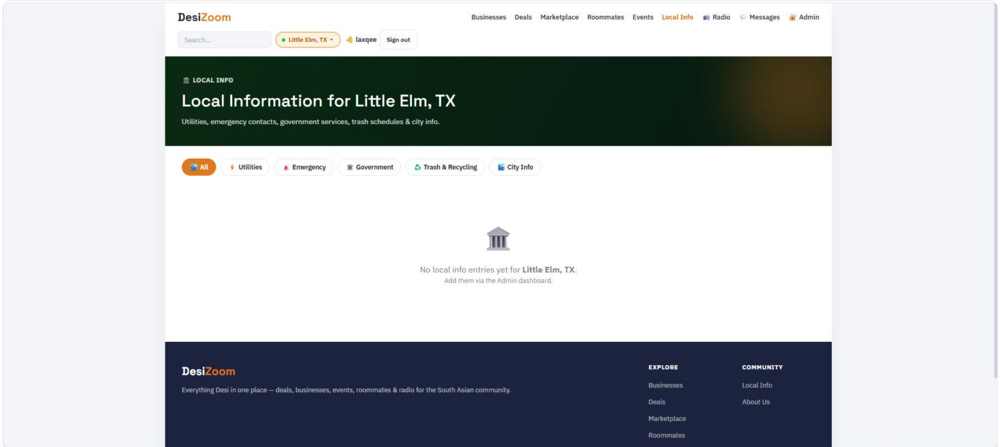 DesiZoom
Businesses Deals Marketplace Roommates Events Local Info Radio Messages Admin
Search... Little Elm, TX laxqee Sign out
LOCAL INFO
Local Information for Little Elm, TX
Utilities, emergency contacts, government services, trash schedules & city info.
All Utilities Emergency Government Trash & Recycling City Info
No local info entries yet for Little Elm, TX.
Add them via the Admin dashboard.
DesiZoom
Everything Desi in one place — deals, businesses, events, roommates & radio for the South Asian community.
EXPLORE
Businesses
Deals
Marketplace
Roommates
COMMUNITY
Local Info
About Us